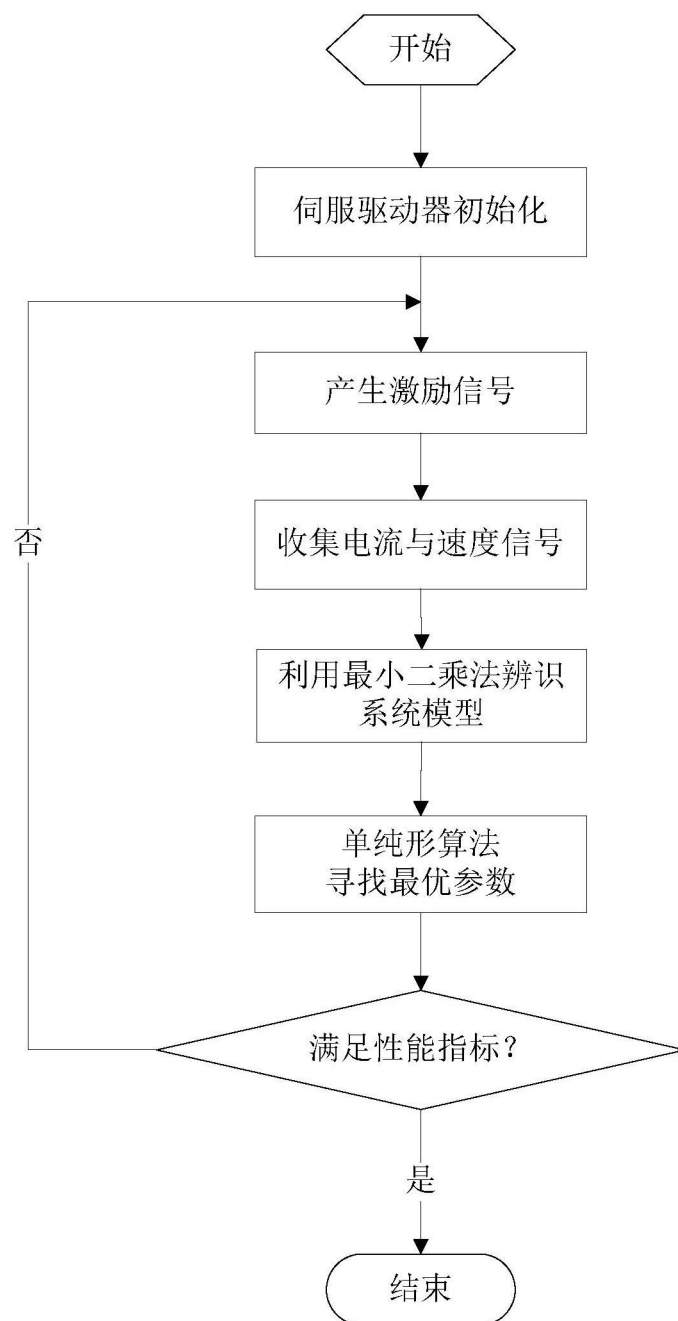 开始
伺服驱动器初始化
产生激励信号
收集电流与速度信号
否
利用最小二乘法辨识
系统模型
单纯形算法
寻找最优参数
满足性能指标?
是
结束